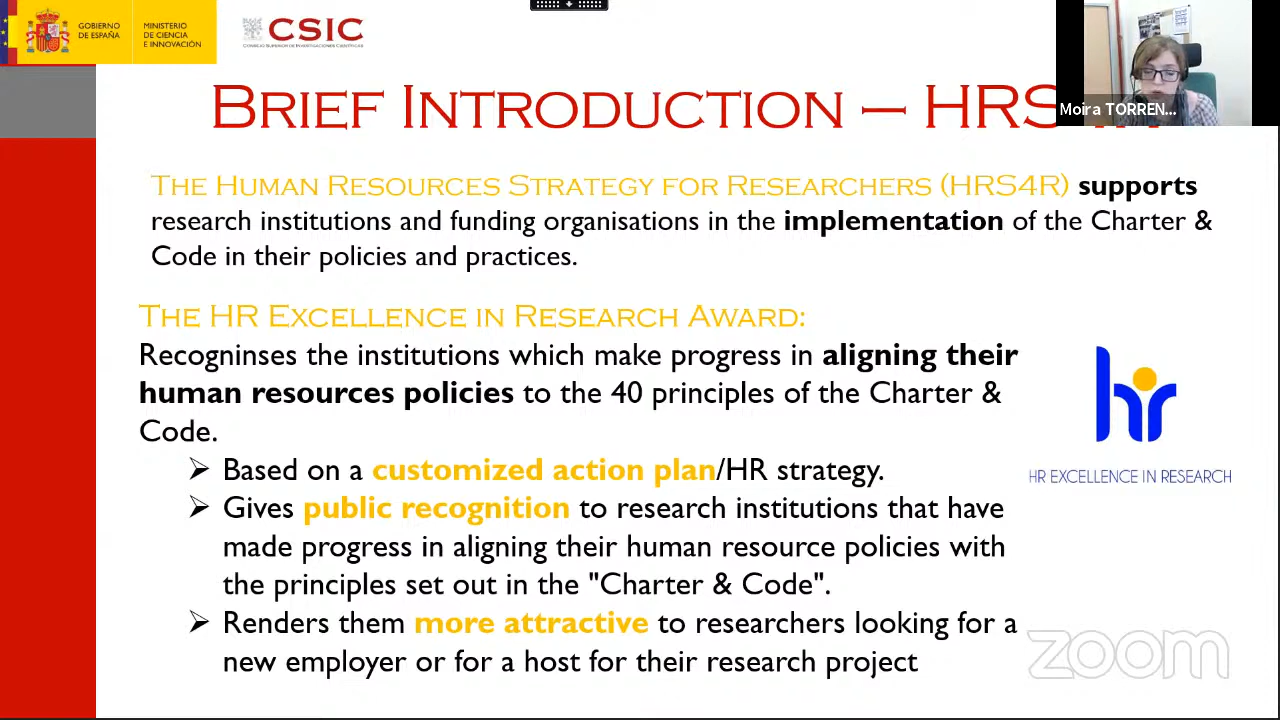 GOBIERNO
DE ESPAÑA
MINISTERIO
DE CIENCIA
E INNOVACIÓN
CSIC
CONSEJO SUPERIOR DE INVESTIGACIONES CIENTÍFICAS
BRIEF INTRODUCTION – HRS
Moira TORREN...
THE HUMAN RESOURCES STRATEGY FOR RESEARCHERS (HRS4R) supports
research institutions and funding organisations in the implementation of the Charter &
Code in their policies and practices.
THE HR EXCELLENCE IN RESEARCH AWARD:
Recogninses the institutions which make progress in aligning their
human resources policies to the 40 principles of the Charter &
Code.
➢ Based on a customized action plan/HR strategy.
➢ Gives public recognition to research institutions that have
made progress in aligning their human resource policies with
the principles set out in the "Charter & Code".
➢ Renders them more attractive to researchers looking for a
new employer or for a host for their research project
hr
HR EXCELLENCE IN RESEARCH
zoom